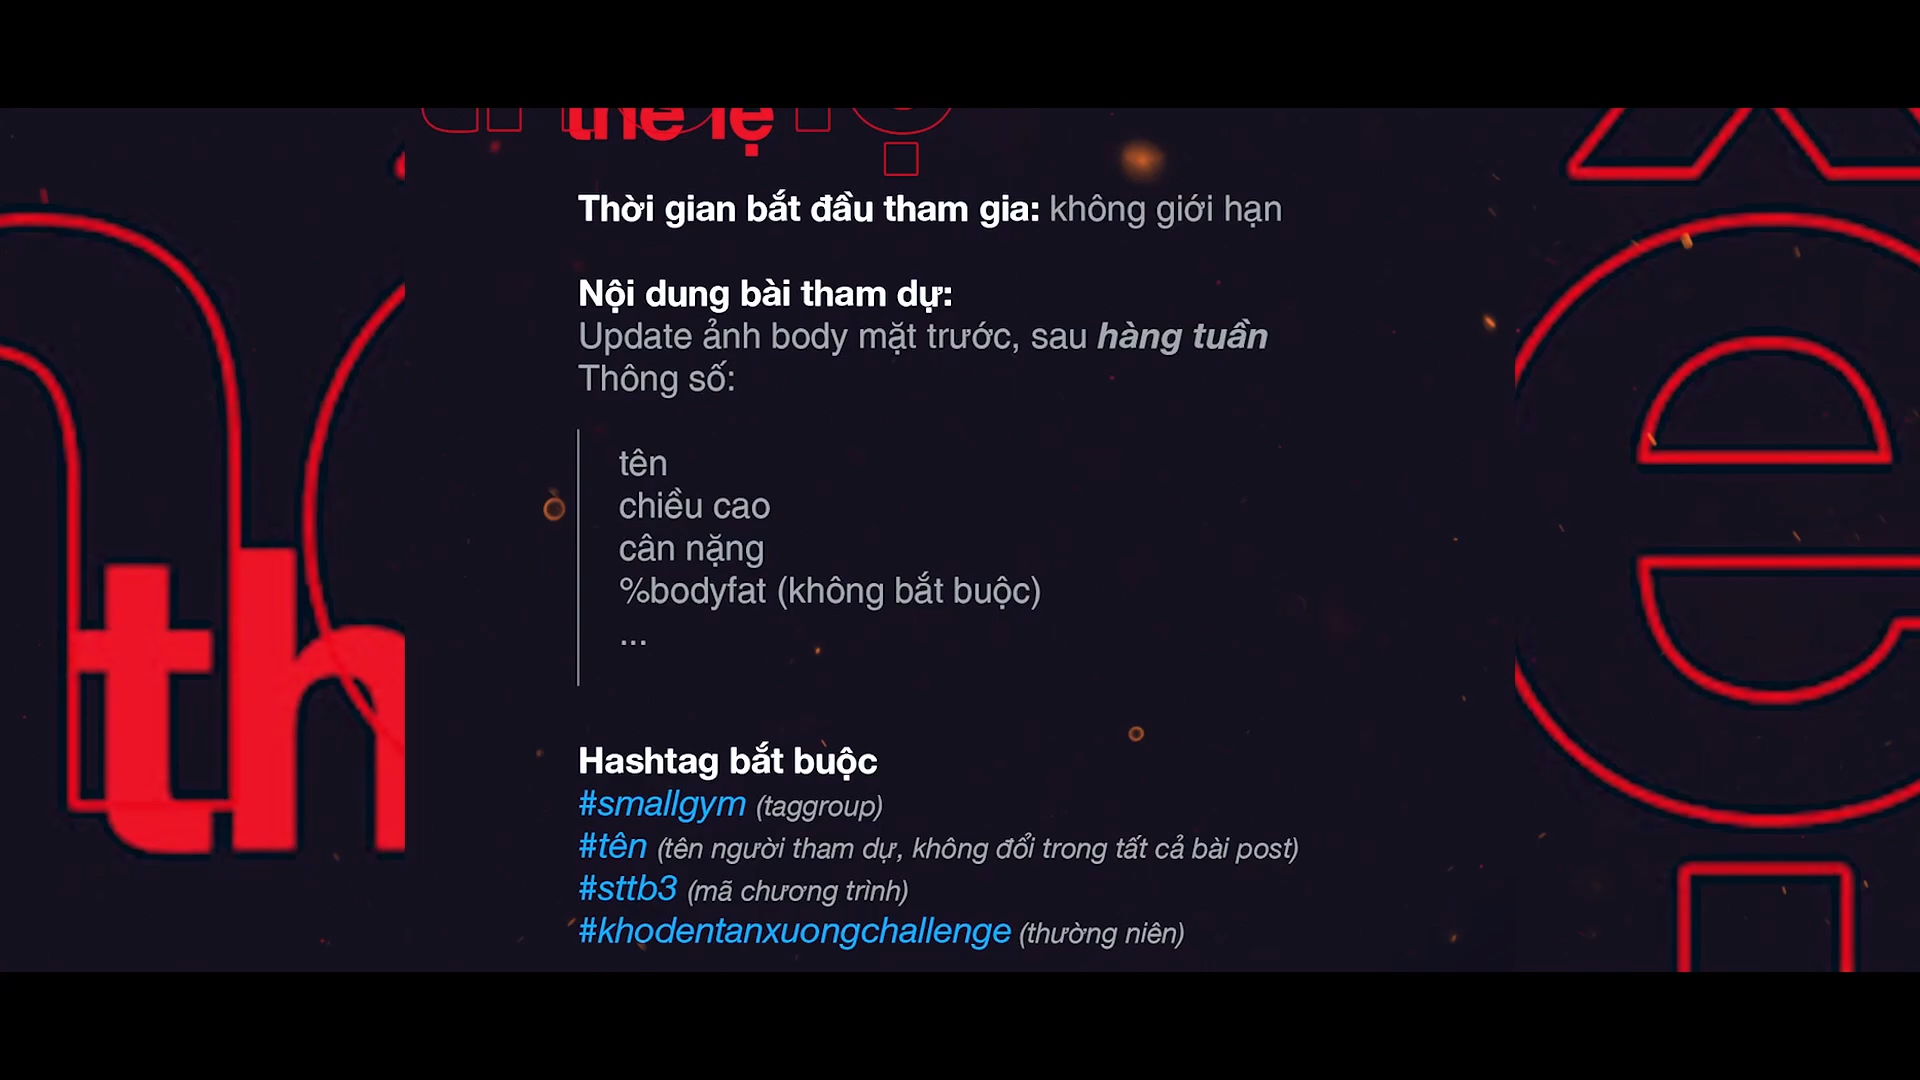 thể lệ
Thời gian bắt đầu tham gia: không giới hạn
Nội dung bài tham dự:
Update ảnh body mặt trước, sau hàng tuần
Thông số:
tên
chiều cao
cân nặng
%bodyfat (không bắt buộc)
...
Hashtag bắt buộc
#smallgym (taggroup)
#tên (tên người tham dự, không đổi trong tất cả bài post)
#sttb3 (mã chương trình)
#khodentanxuongchallenge (thường niên)
th